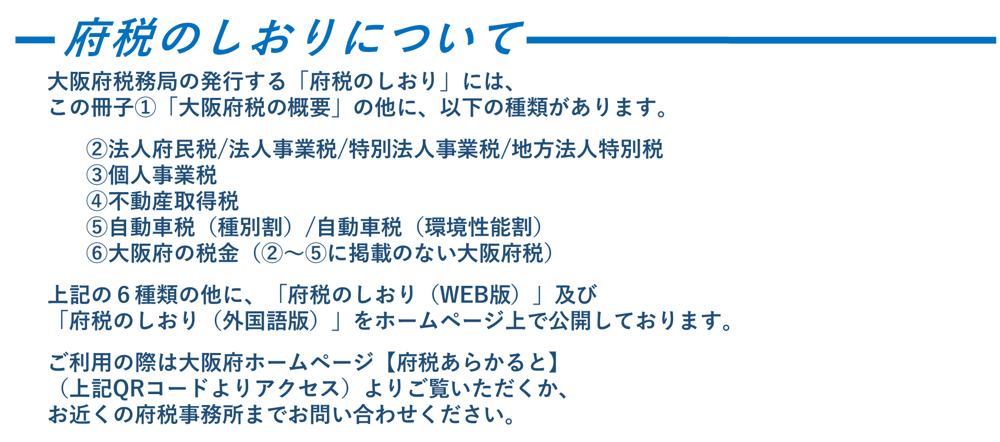 府税のしおりについて
大阪府税務局の発行する「府税のしおり」には、
この冊子①「大阪府税の概要」の他に、以下の種類があります。
②法人府民税/法人事業税/特別法人事業税/地方法人特別税
③個人事業税
④不動産取得税
⑤自動車税（種別割）/自動車税（環境性能割）
⑥大阪府の税金（②～⑤に掲載のない大阪府税）
上記の６種類の他に、「府税のしおり（WEB版）」及び
「府税のしおり（外国語版）」をホームページ上で公開しております。
ご利用の際は大阪府ホームページ【府税あらかると】
（上記QRコードよりアクセス）よりご覧いただくか、
お近くの府税事務所までお問い合わせください。